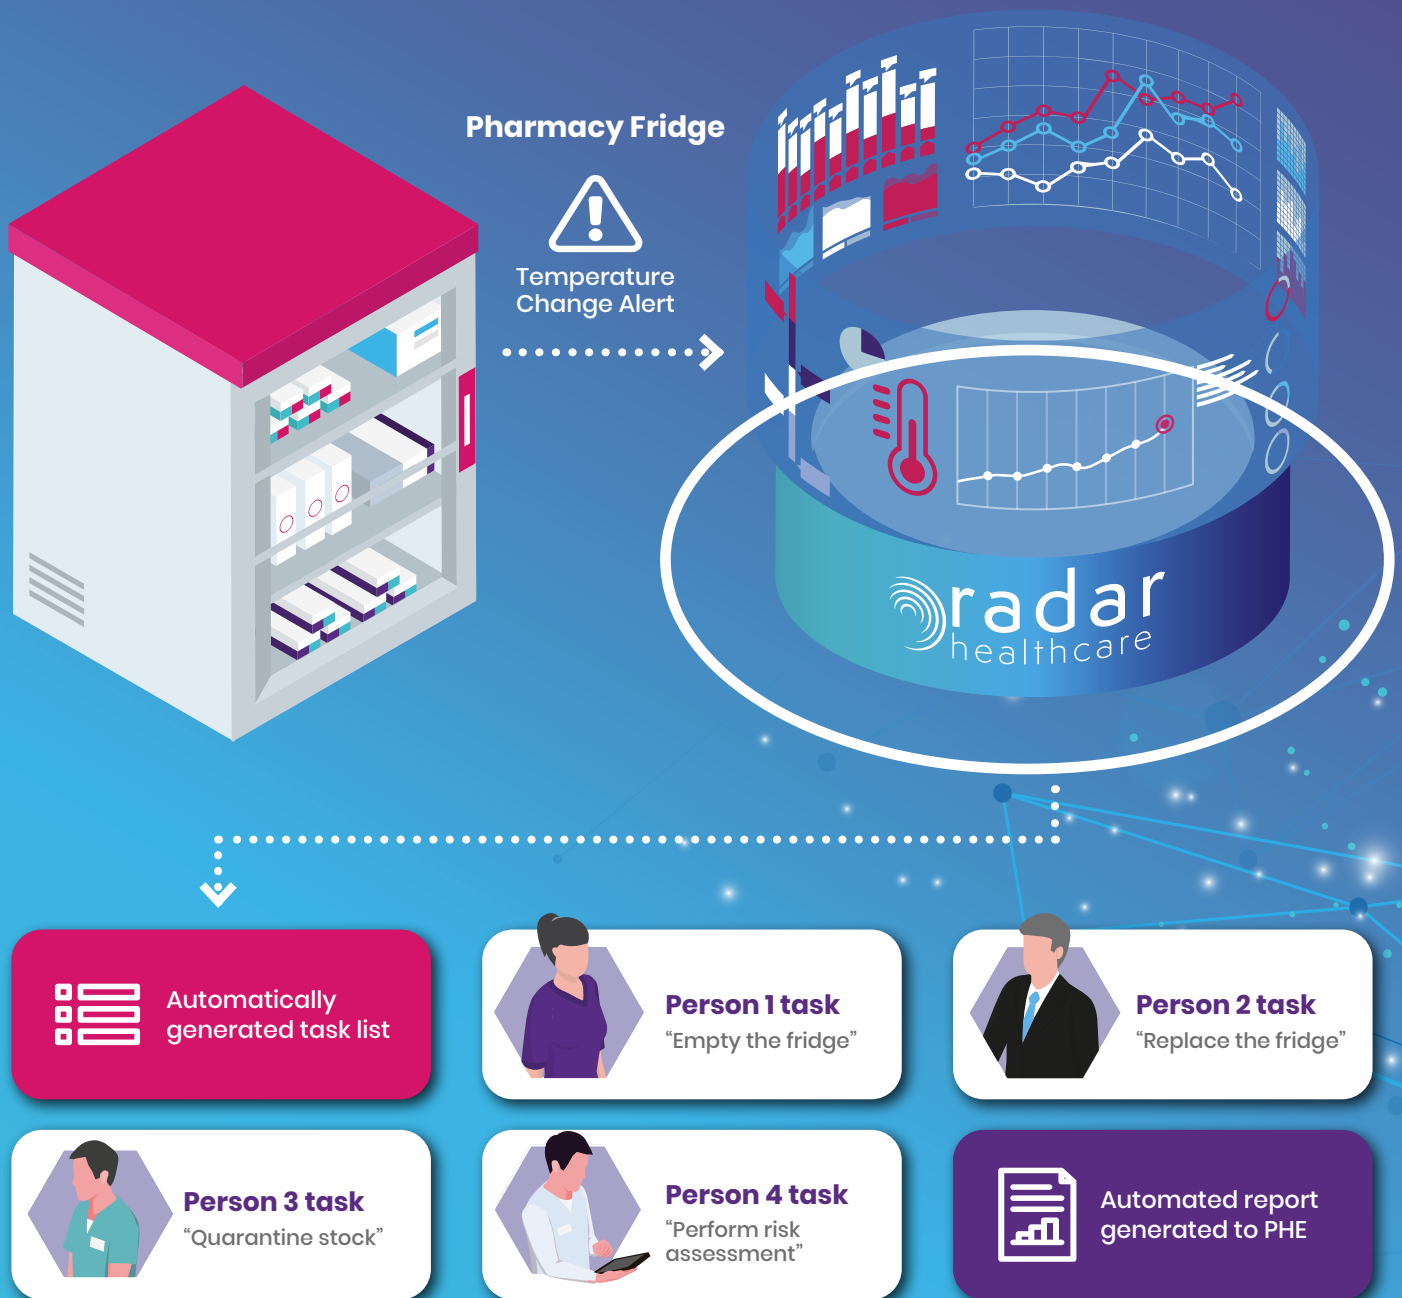 Pharmacy Fridge
Temperature
Change Alert
radar
healthcare
Automatically
generated task list
Person 1 task
“Empty the fridge”
Person 2 task
“Replace the fridge”
Person 3 task
“Quarantine stock”
Person 4 task
“Perform risk
assessment”
Automated report
generated to PHE